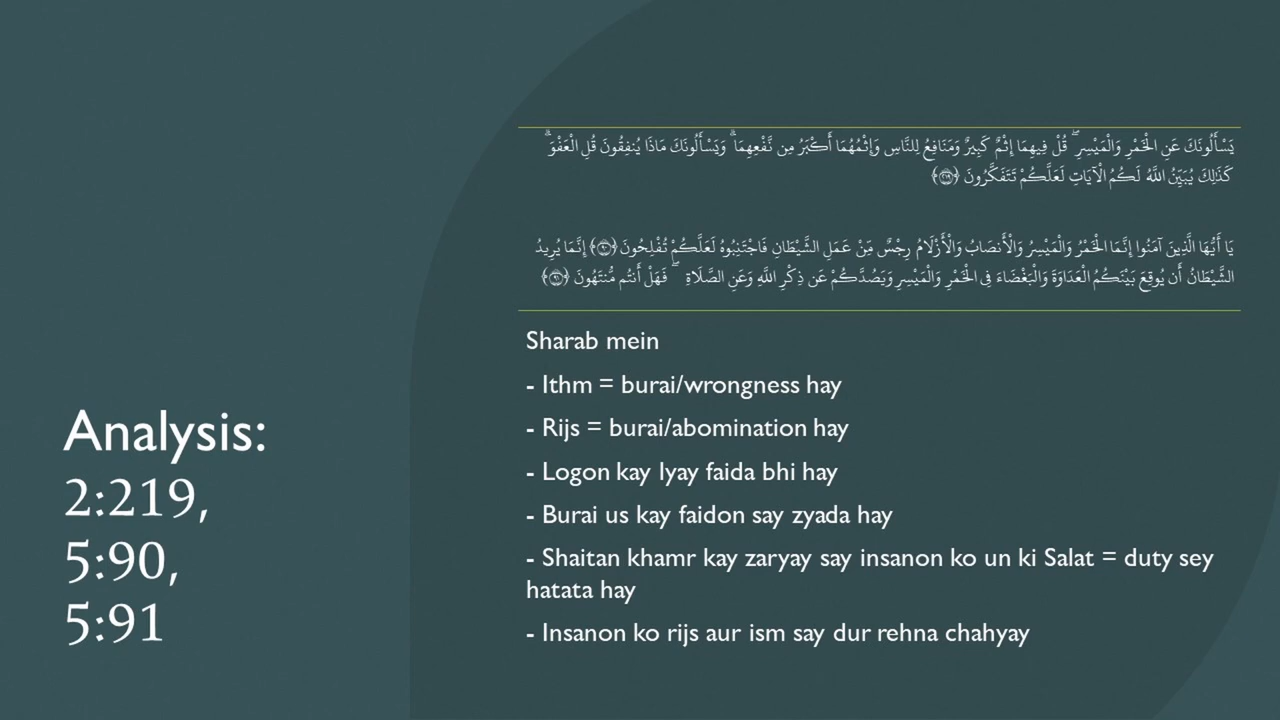 Analysis:
2:219,
5:90,
5:91
يَسْأَلُونَكَ عَنِ الْخَمْرِ وَالْمَيْسِرِ ۖ قُلْ فِيهِمَا إِثْمٌ كَبِيرٌ وَمَنَافِعُ لِلنَّاسِ وَإِثْمُهُمَا أَكْبَرُ مِن نَّفْعِهِمَا ۗ وَيَسْأَلُونَكَ مَاذَا يُنفِقُونَ قُلِ الْعَفْوَ ۗ
كَذَٰلِكَ يُبَيِّنُ اللَّهُ لَكُمُ الْآيَاتِ لَعَلَّكُمْ تَتَفَكَّرُونَ ﴿٢١٩﴾
يَا أَيُّهَا الَّذِينَ آمَنُوا إِنَّمَا الْخَمْرُ وَالْمَيْسِرُ وَالْأَنصَابُ وَالْأَزْلَامُ رِجْسٌ مِّنْ عَمَلِ الشَّيْطَانِ فَاجْتَنِبُوهُ لَعَلَّكُمْ تُفْلِحُونَ ﴿٩٠﴾ إِنَّمَا يُرِيدُ
الشَّيْطَانُ أَن يُوقِعَ بَيْنَكُمُ الْعَدَاوَةَ وَالْبَغْضَاءَ فِي الْخَمْرِ وَالْمَيْسِرِ وَيَصُدَّكُمْ عَن ذِكْرِ اللَّهِ وَعَنِ الصَّلَاةِ ۖ فَهَلْ أَنتُم مُّنتَهُونَ ﴿٩١﴾
Sharab mein
- Ithm = burai/wrongness hay
- Rijs = burai/abomination hay
- Logon kay lyay faida bhi hay
- Burai us kay faidon say zyada hay
- Shaitan khamr kay zaryay say insanon ko un ki Salat = duty sey
hatata hay
- Insanon ko rijs aur ism say dur rehna chahyay